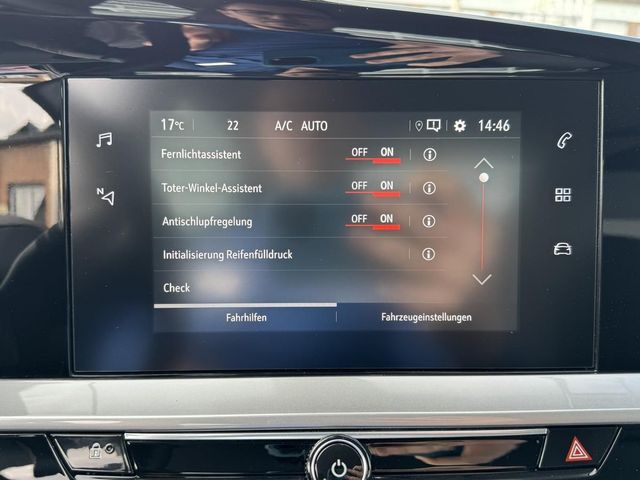 17°C 22 A/C AUTO 14:46
Fernlichtassistent OFF ON
Toter-Winkel-Assistent OFF ON
Antischlupfregelung OFF ON
Initialisierung Reifenfülldruck
Check
Fahrhilfen Fahrzeugeinstellungen
N